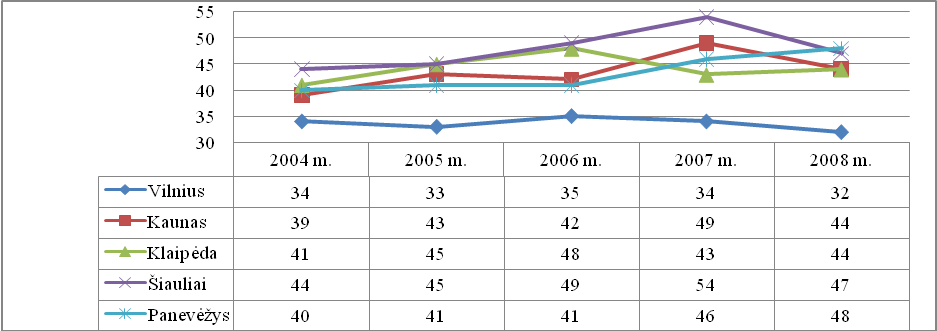 55
50
45
40
35
30
2004 m. 2005 m. 2006 m. 2007 m. 2008 m.
Vilnius 34 33 35 34 32
Kaunas 39 43 42 49 44
Klaipėda 41 45 48 43 44
Šiauliai 44 45 49 54 47
Panevėžys 40 41 41 46 48